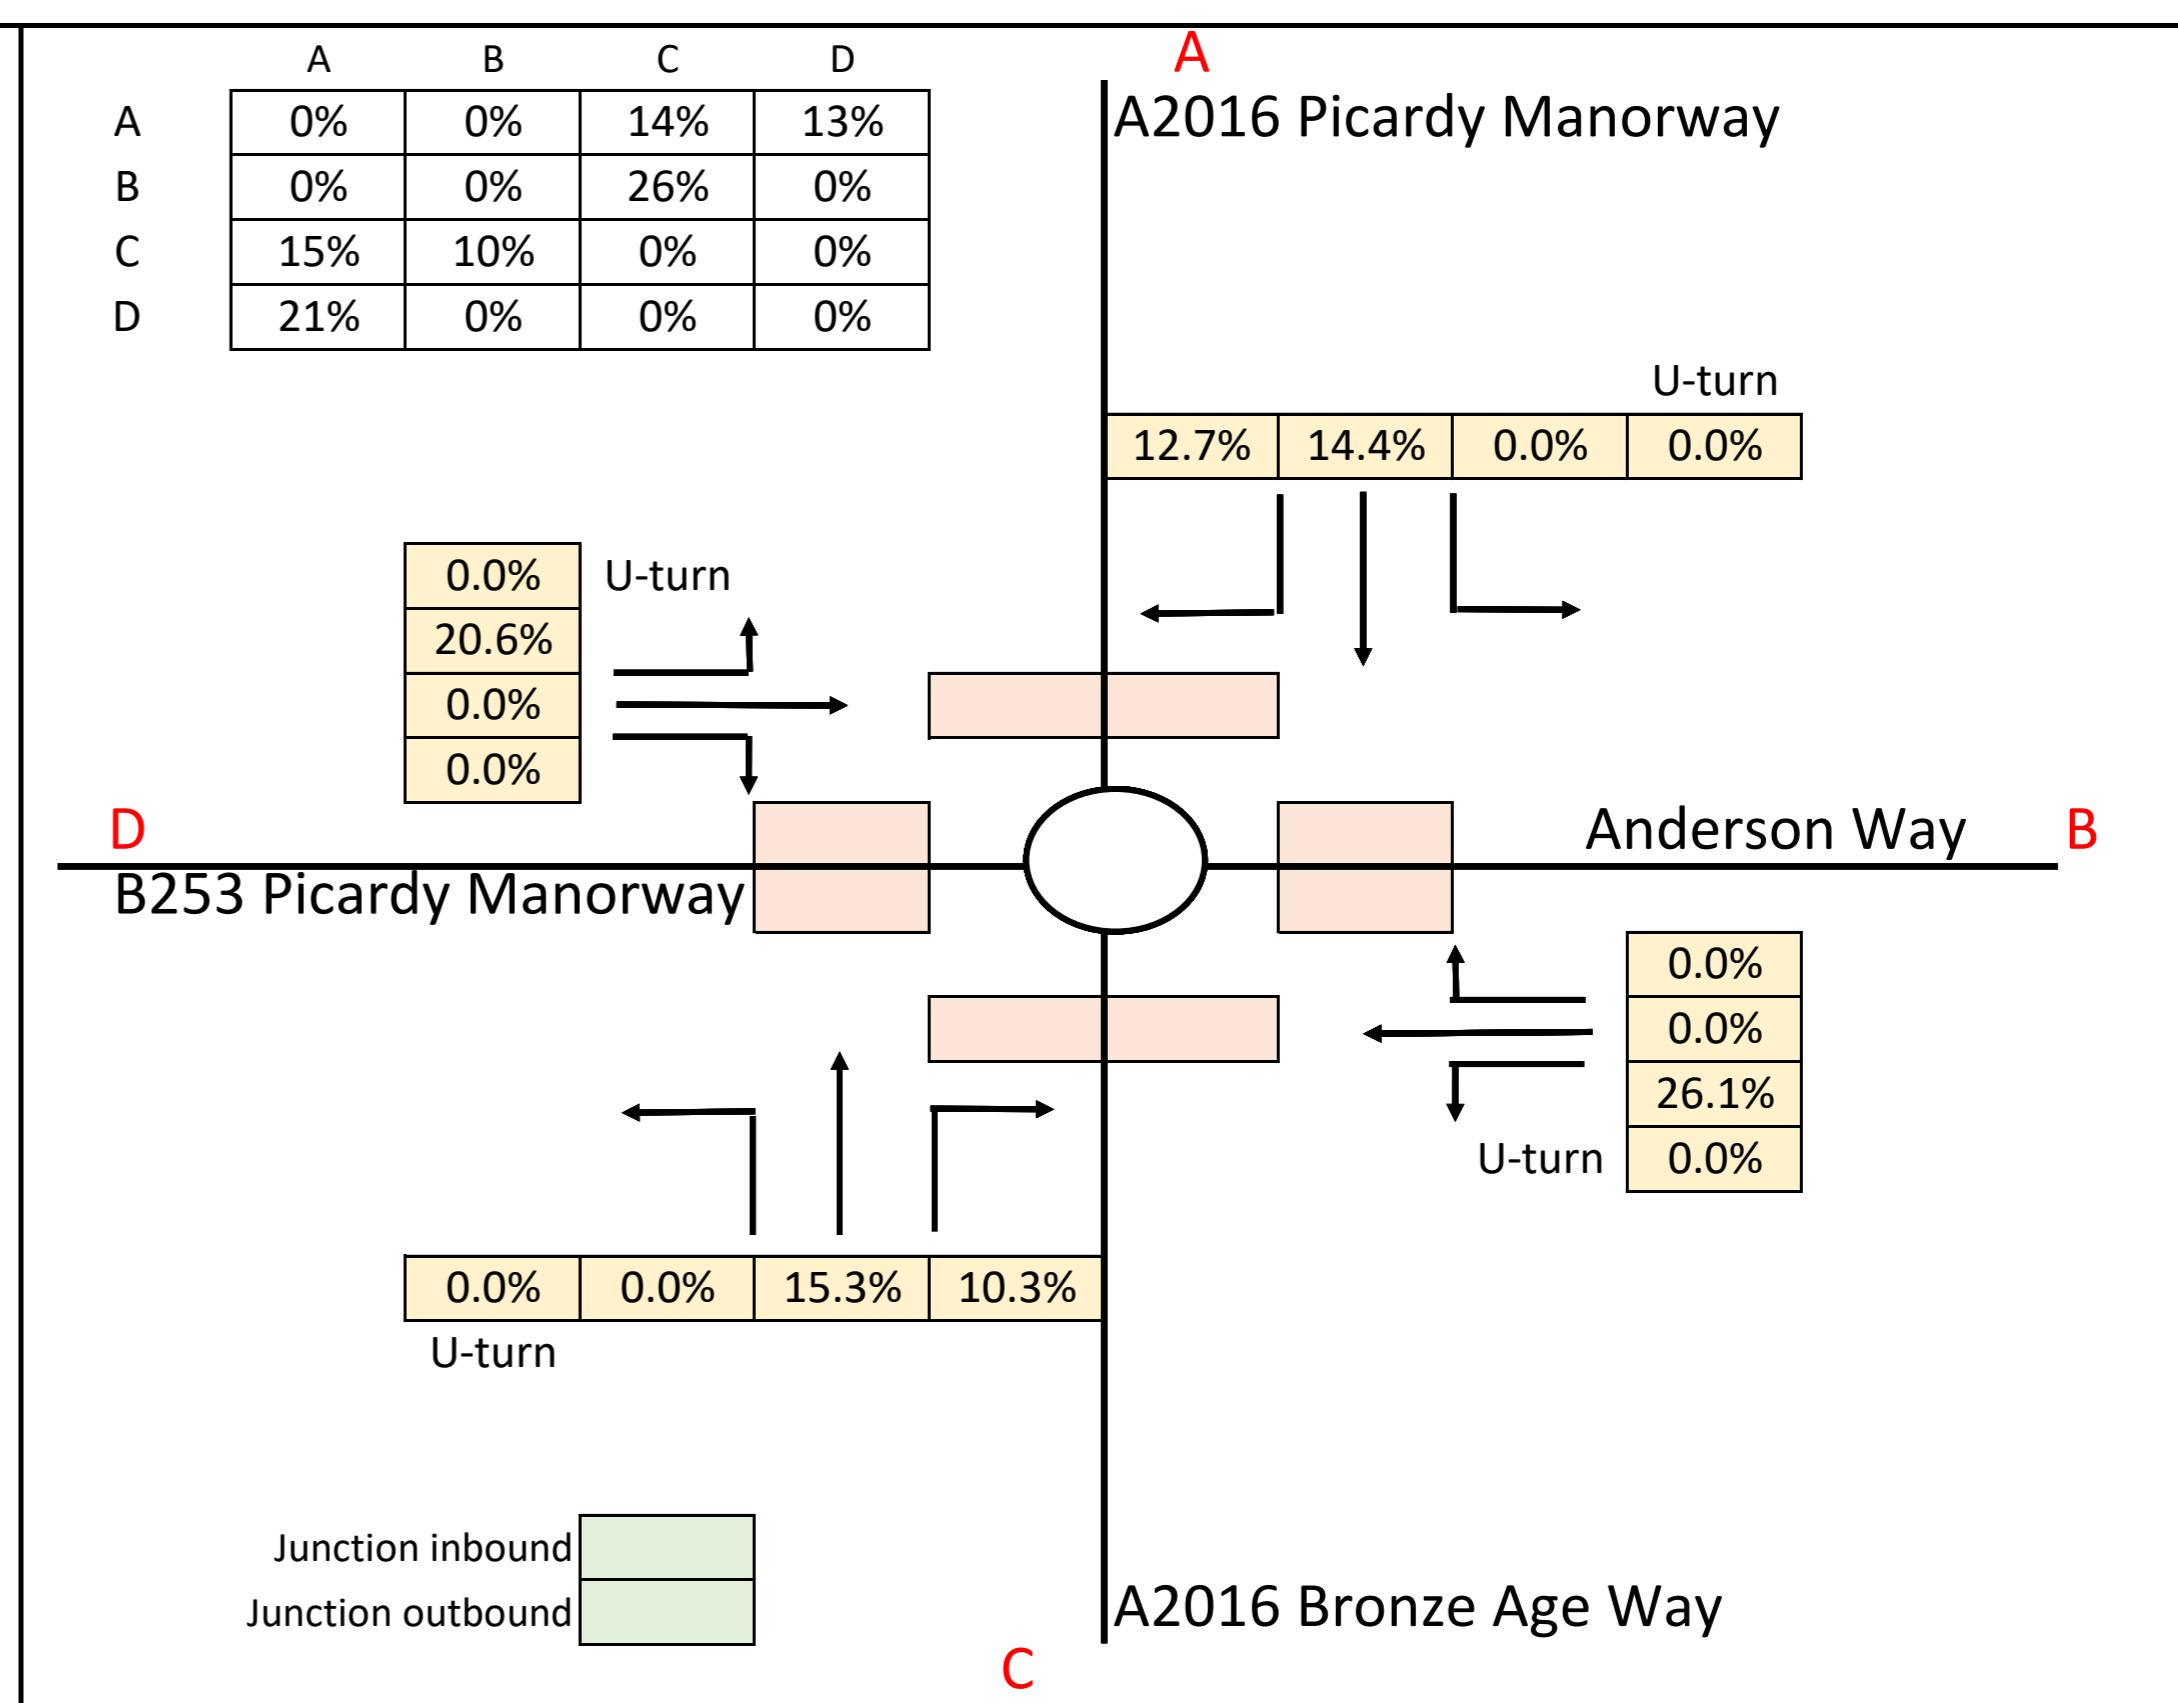 A
A B C D
A 0% 0% 14% 13%
B 0% 0% 26% 0%
C 15% 10% 0% 0%
D 21% 0% 0% 0%
A2016 Picardy Manorway
U-turn
12.7% 14.4% 0.0% 0.0%
0.0% U-turn
20.6%
0.0%
0.0%
D
B253 Picardy Manorway
Anderson Way B
0.0%
0.0%
26.1%
U-turn 0.0%
0.0% 0.0% 15.3% 10.3%
U-turn
Junction inbound
Junction outbound
A2016 Bronze Age Way
C